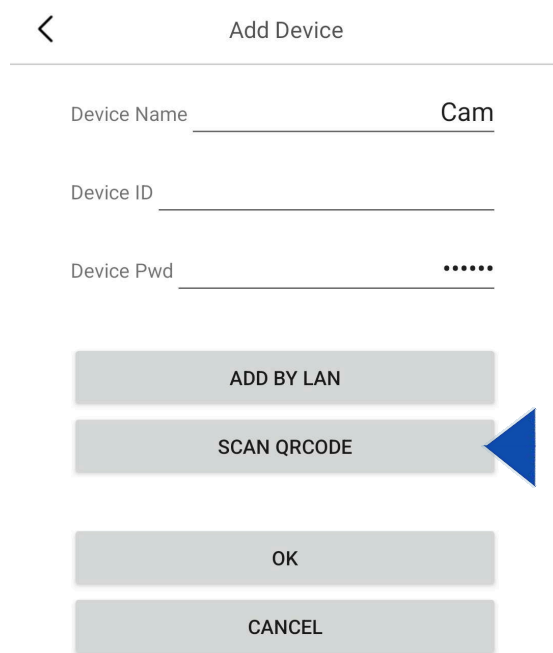 Add Device
Device Name Cam
Device ID
Device Pwd ••••••
ADD BY LAN
SCAN QRCODE
OK
CANCEL